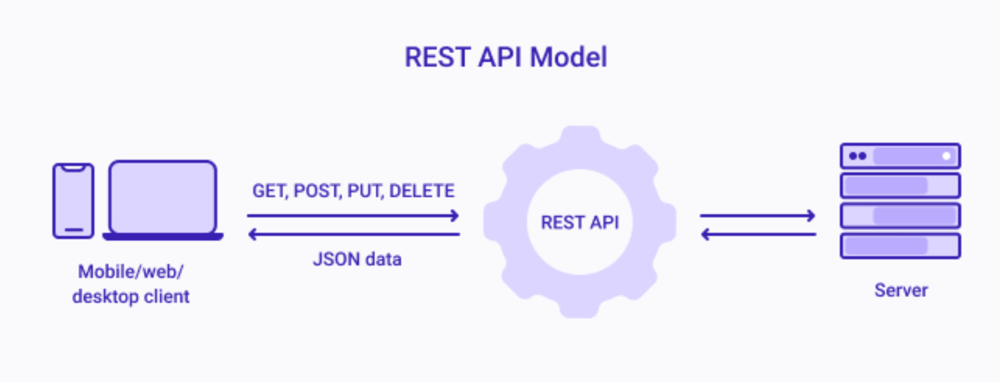 REST API Model
GET, POST, PUT, DELETE
REST API
JSON data
Mobile/web/
desktop client
Server